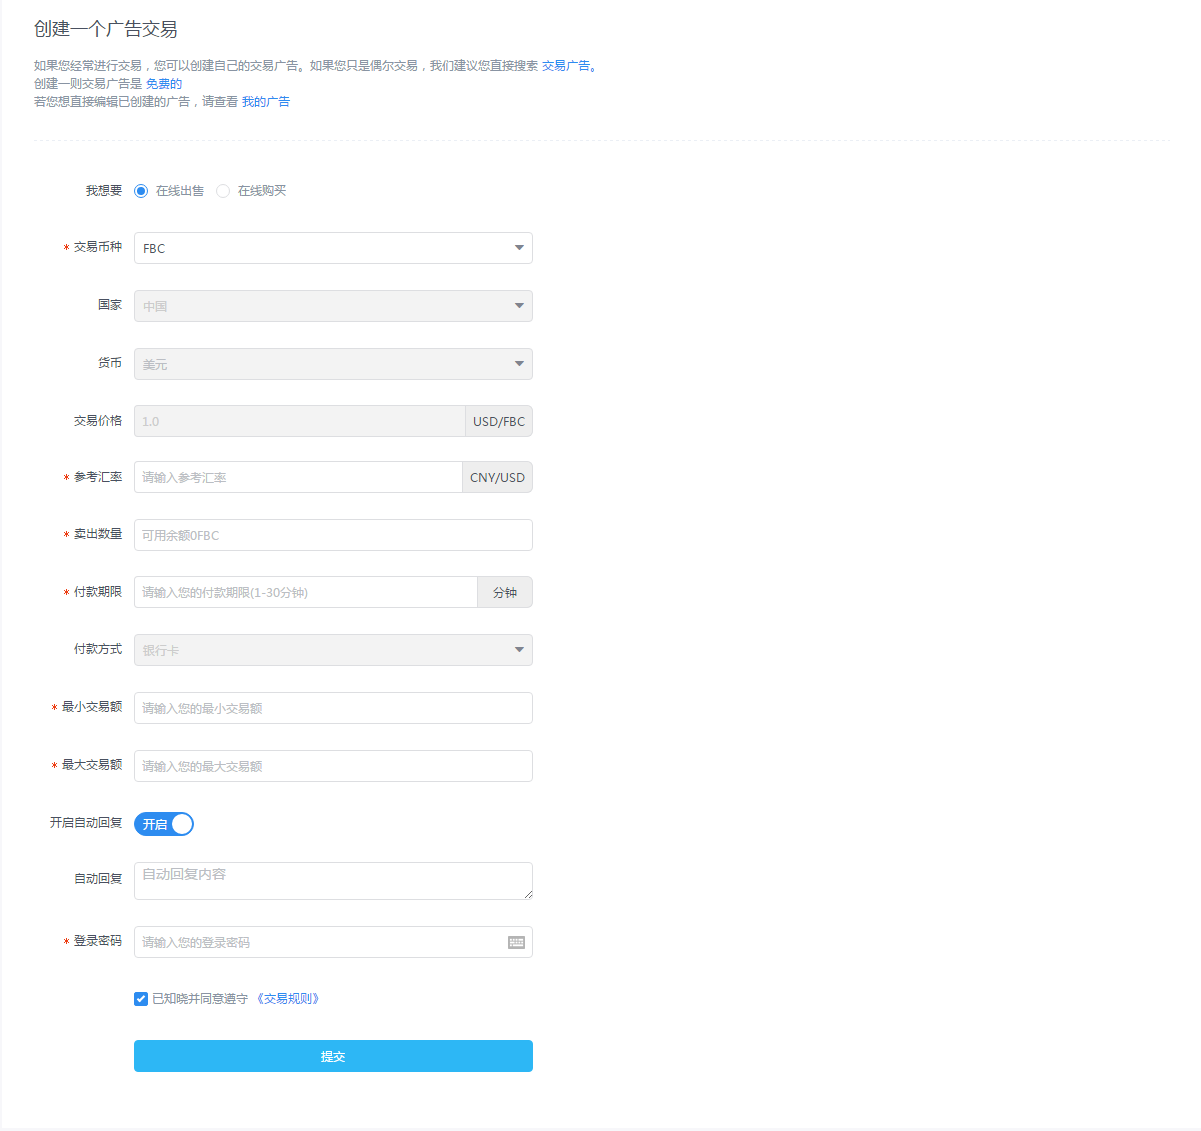 创建一个广告交易
如果您经常进行交易，您可以创建自己的交易广告。如果您只是偶尔交易，我们建议您直接搜索 交易广告。
创建一则交易广告是 免费的
若您想直接编辑已创建的广告，请查看 我的广告
我想要 在线出售 在线购买
* 交易币种 FBC
国家 中国
货币 美元
交易价格 1.0 USD/FBC
* 参考汇率 请输入参考汇率 CNY/USD
* 卖出数量 可用余额0FBC
* 付款期限 请输入您的付款期限(1-30分钟) 分钟
付款方式 银行卡
* 最小交易额 请输入您的最小交易额
* 最大交易额 请输入您的最大交易额
开启自动回复 开启
自动回复 自动回复内容
* 登录密码 请输入您的登录密码
已知晓并同意遵守 《交易规则》
提交